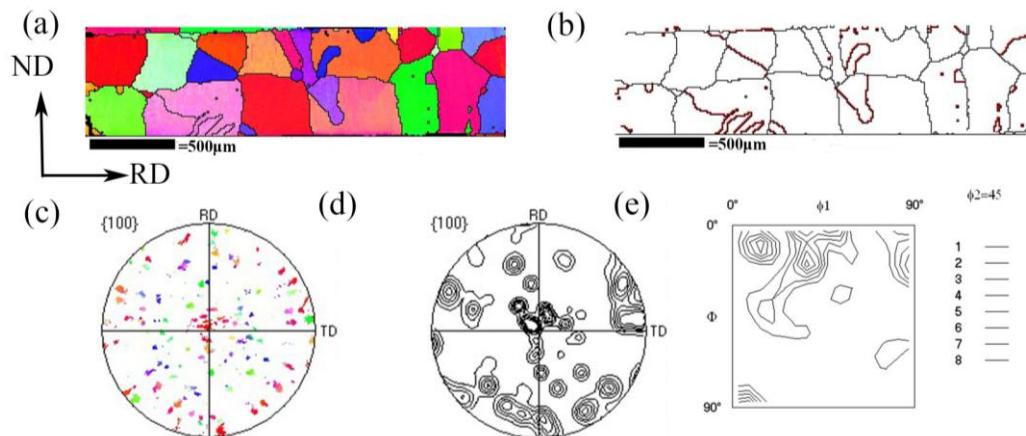 (a)
(b)
ND
RD
=500µm
=500µm
(c)
(d)
(e)
{100}
RD
TD
{100}
RD
TD
0°
ϕ1
90°
ϕ2=45
0°
Φ
90°
1
2
3
4
5
6
7
8